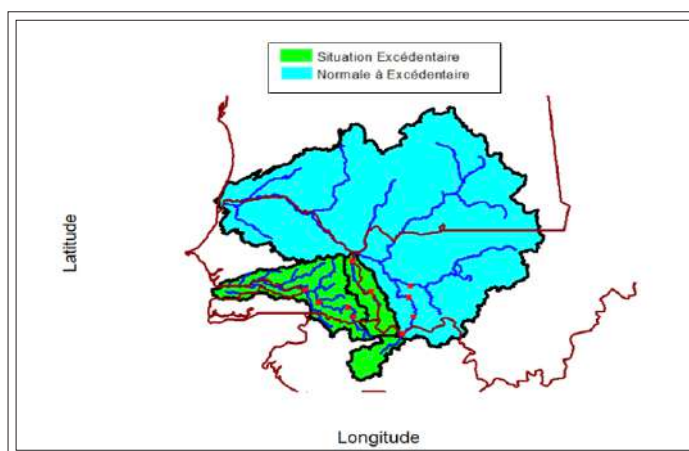 Situation Excédentaire
Normale à Excédentaire
Latitude
Longitude